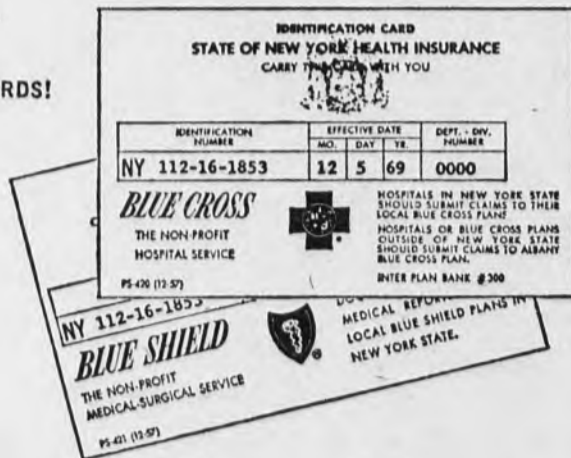 RDS!
IDENTIFICATION CARD
STATE OF NEW YORK HEALTH INSURANCE
CARRY THIS CARD WITH YOU
IDENTIFICATION NUMBER
EFFECTIVE DATE
MO. DAY YR.
DEPT. - DIV. NUMBER
NY 112-16-1853 12 5 69 0000
BLUE CROSS
THE NON-PROFIT
HOSPITAL SERVICE
PS-420 (12-57)
HOSPITALS IN NEW YORK STATE
SHOULD SUBMIT CLAIMS TO THEIR
LOCAL BLUE CROSS PLAN
HOSPITALS OR BLUE CROSS PLANS
OUTSIDE OF NEW YORK STATE
SHOULD SUBMIT CLAIMS TO ALBANY
BLUE CROSS PLAN.
INTER PLAN BANK #300
NY 112-16-1853
BLUE SHIELD
THE NON-PROFIT
MEDICAL-SURGICAL SERVICE
PS-421 (12-57)
MEDICAL REPOR
LOCAL BLUE SHIELD PLANS IN
NEW YORK STATE.